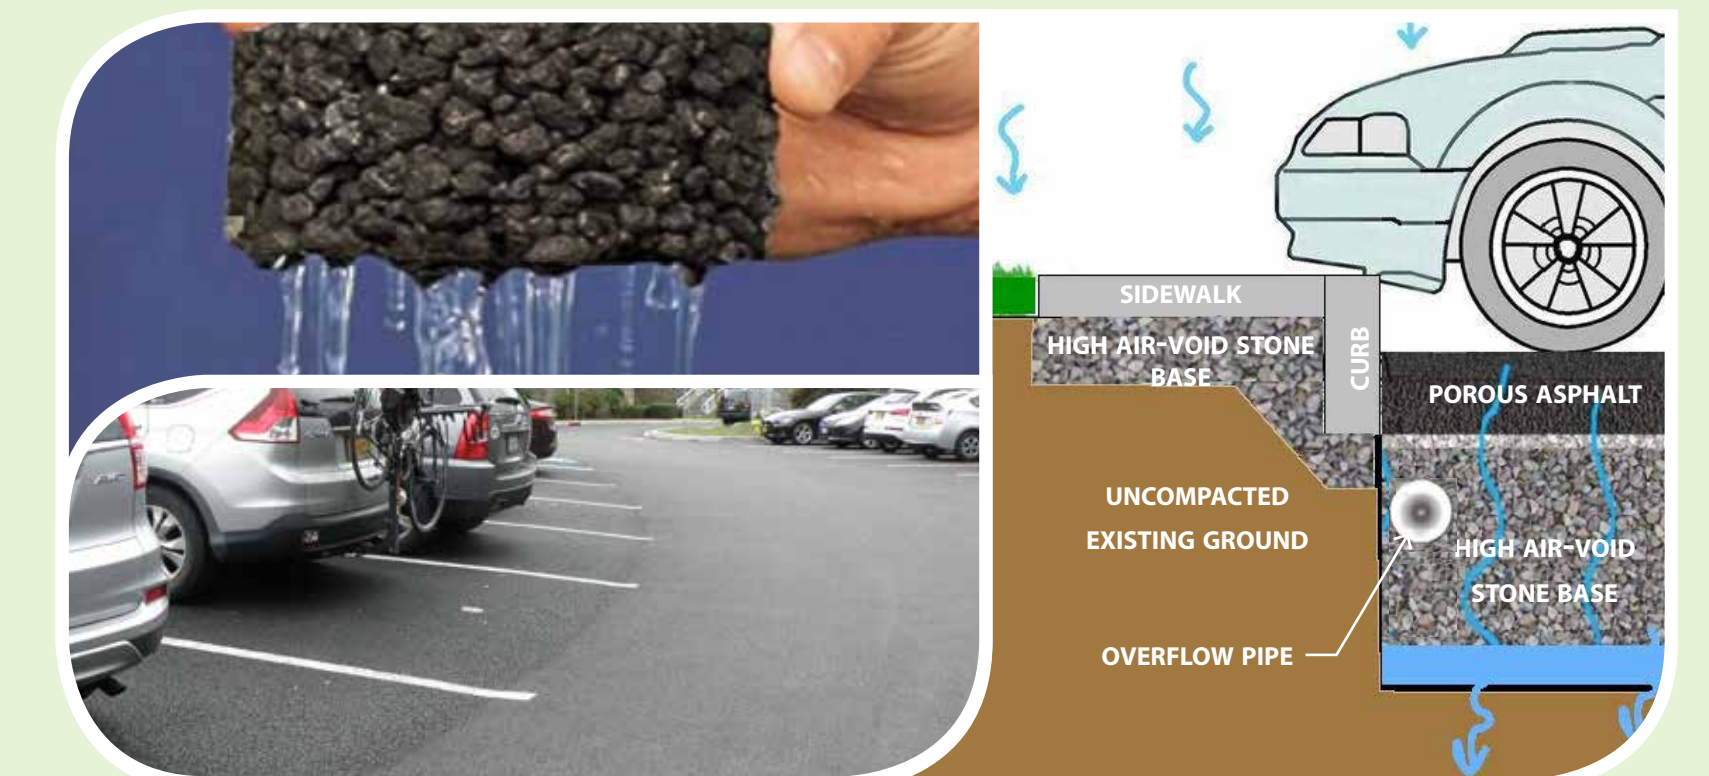 SIDEWALK
HIGH AIR-VOID STONE
BASE
CURB
POROUS ASPHALT
UNCOMPACTED
EXISTING GROUND
HIGH AIR-VOID
STONE BASE
OVERFLOW PIPE